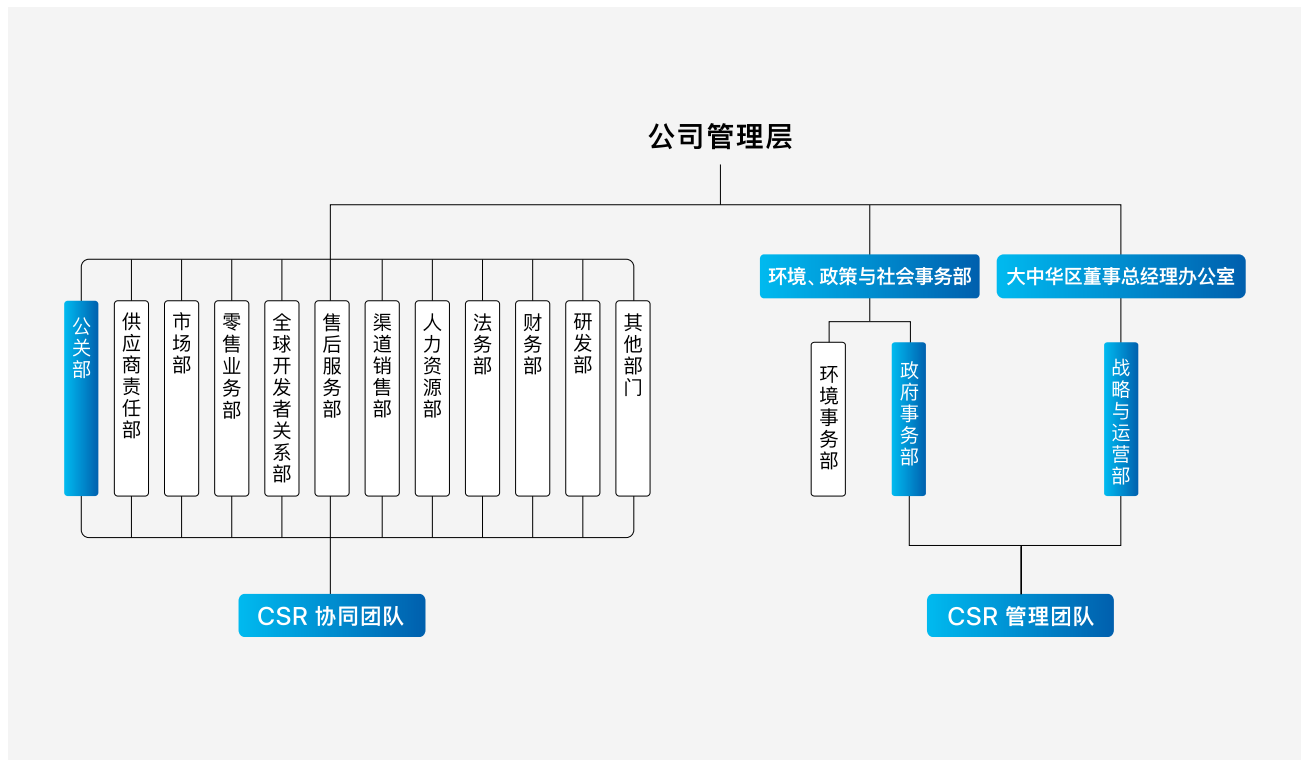 公司管理层
环境、政策与社会事务部
大中华区董事总经理办公室
公关部
供应商责任部
市场部
零售业务部
全球开发者关系部
售后服务部
渠道销售部
人力资源部
法务部
财务部
研发部
其他部门
环境事务部
政府事务部
战略与运营部
CSR 协同团队
CSR 管理团队